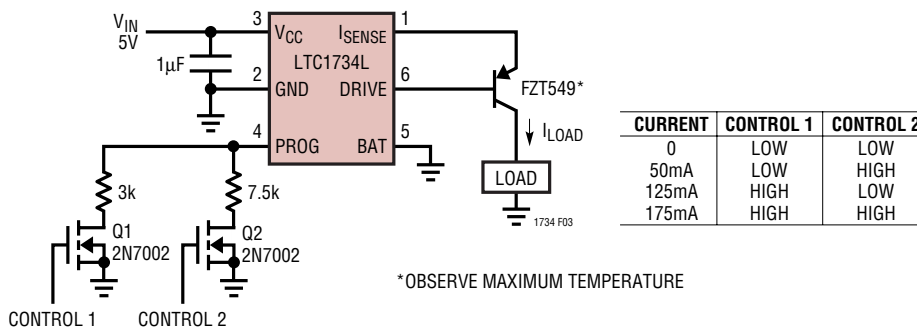 VIN
5V
1µF
3
VCC
ISENSE
1
LTC1734L
2
GND
DRIVE
6
FZT549*
4
PROG
BAT
5
ILOAD
LOAD
1734 F03
3k
7.5k
Q1
2N7002
Q2
2N7002
CONTROL 1
CONTROL 2
*OBSERVE MAXIMUM TEMPERATURE
CURRENT CONTROL 1 CONTROL 2
0 LOW LOW
50mA LOW HIGH
125mA HIGH LOW
175mA HIGH HIGH